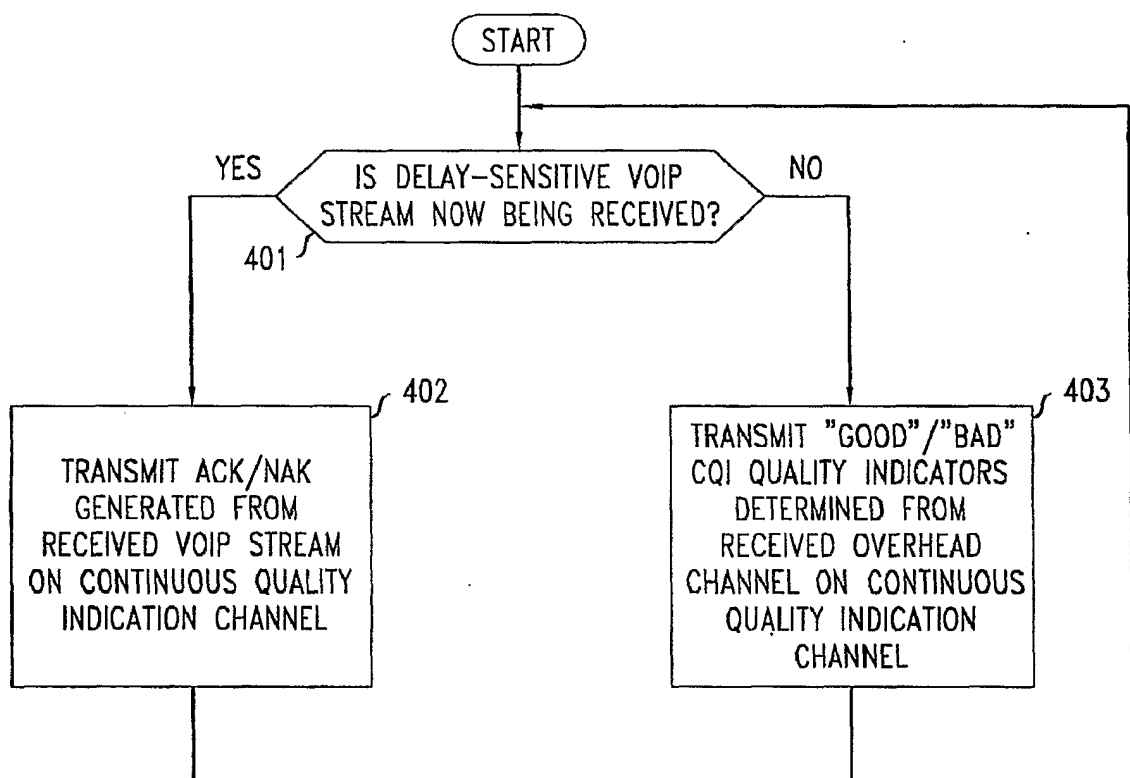 START
YES
IS DELAY-SENSITIVE VOIP
STREAM NOW BEING RECEIVED?
NO
401
402
TRANSMIT ACK/NAK
GENERATED FROM
RECEIVED VOIP STREAM
ON CONTINUOUS QUALITY
INDICATION CHANNEL
403
TRANSMIT "GOOD"/"BAD"
CQI QUALITY INDICATORS
DETERMINED FROM
RECEIVED OVERHEAD
CHANNEL ON CONTINUOUS
QUALITY INDICATION
CHANNEL